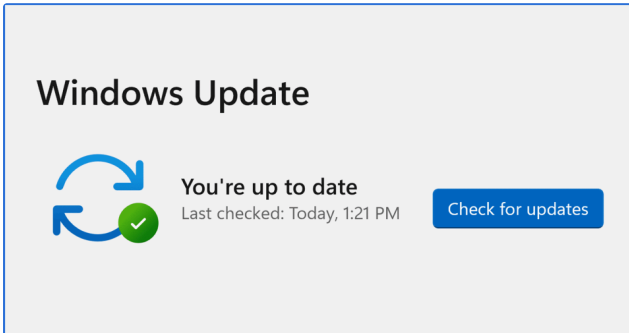 Windows Update
You're up to date
Last checked: Today, 1:21 PM
Check for updates